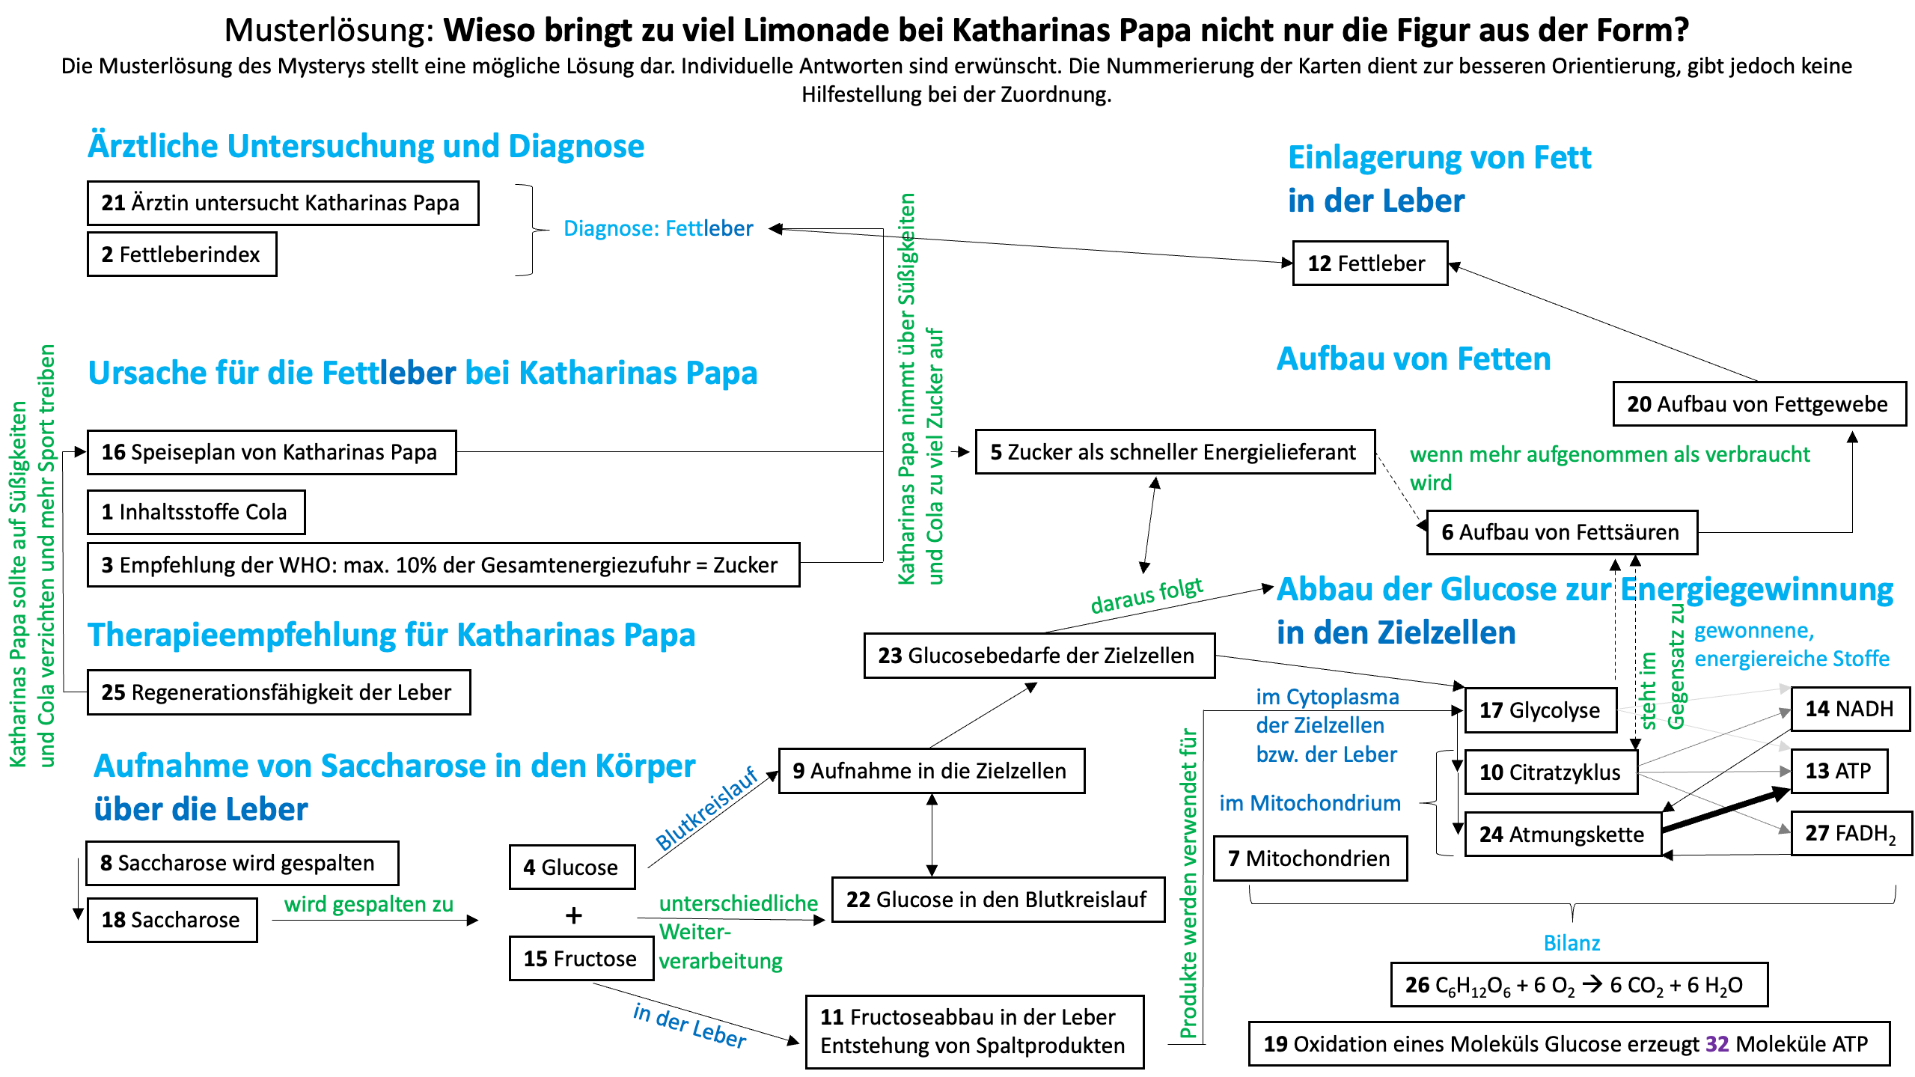 Musterlösung: Wieso bringt zu viel Limonade bei Katharinas Papa nicht nur die Figur aus der Form?
Die Musterlösung des Mysterys stellt eine mögliche Lösung dar. Individuelle Antworten sind erwünscht. Die Nummerierung der Karten dient zur besseren Orientierung, gibt jedoch keine
Hilfestellung bei der Zuordnung.
Ärztliche Untersuchung und Diagnose
21 Ärztin untersucht Katharinas Papa
2 Fettleberindex
Diagnose: Fettleber
Einlagerung von Fett
in der Leber
12 Fettleber
Ursache für die Fettleber bei Katharinas Papa
16 Speiseplan von Katharinas Papa
1 Inhaltsstoffe Cola
3 Empfehlung der WHO: max. 10% der Gesamtenergiezufuhr = Zucker
Katharinas Papa nimmt über Süßigkeiten
und Cola zu viel Zucker auf
5 Zucker als schneller Energielieferant
Aufbau von Fetten
20 Aufbau von Fettgewebe
wenn mehr aufgenommen als verbraucht
wird
6 Aufbau von Fettsäuren
Katharinas Papa sollte auf Süßigkeiten
und Cola verzichten und mehr Sport treiben
Therapieempfehlung für Katharinas Papa
25 Regenerationsfähigkeit der Leber
daraus folgt
23 Glucosebedarfe der Zielzellen
Abbau der Glucose zur Energiegewinnung
in den Zielzellen
steht im
Gegensatz zu
gewonnene,
energiereiche Stoffe
im Cytoplasma
der Zielzellen
bzw. der Leber
17 Glycolyse
14 NADH
10 Citratzyklus
13 ATP
im Mitochondrium
24 Atmungskette
27 FADH₂
7 Mitochondrien
Aufnahme von Saccharose in den Körper
über die Leber
8 Saccharose wird gespalten
18 Saccharose
wird gespalten zu
4 Glucose
+
15 Fructose
Blutkreislauf
9 Aufnahme in die Zielzellen
unterschiedliche
Weiter-
verarbeitung
22 Glucose in den Blutkreislauf
in der Leber
11 Fructoseabbau in der Leber
Entstehung von Spaltprodukten
Produkte werden verwendet für
Bilanz
26 C₆H₁₂O₆ + 6 O₂ → 6 CO₂ + 6 H₂O
19 Oxidation eines Moleküls Glucose erzeugt 32 Moleküle ATP